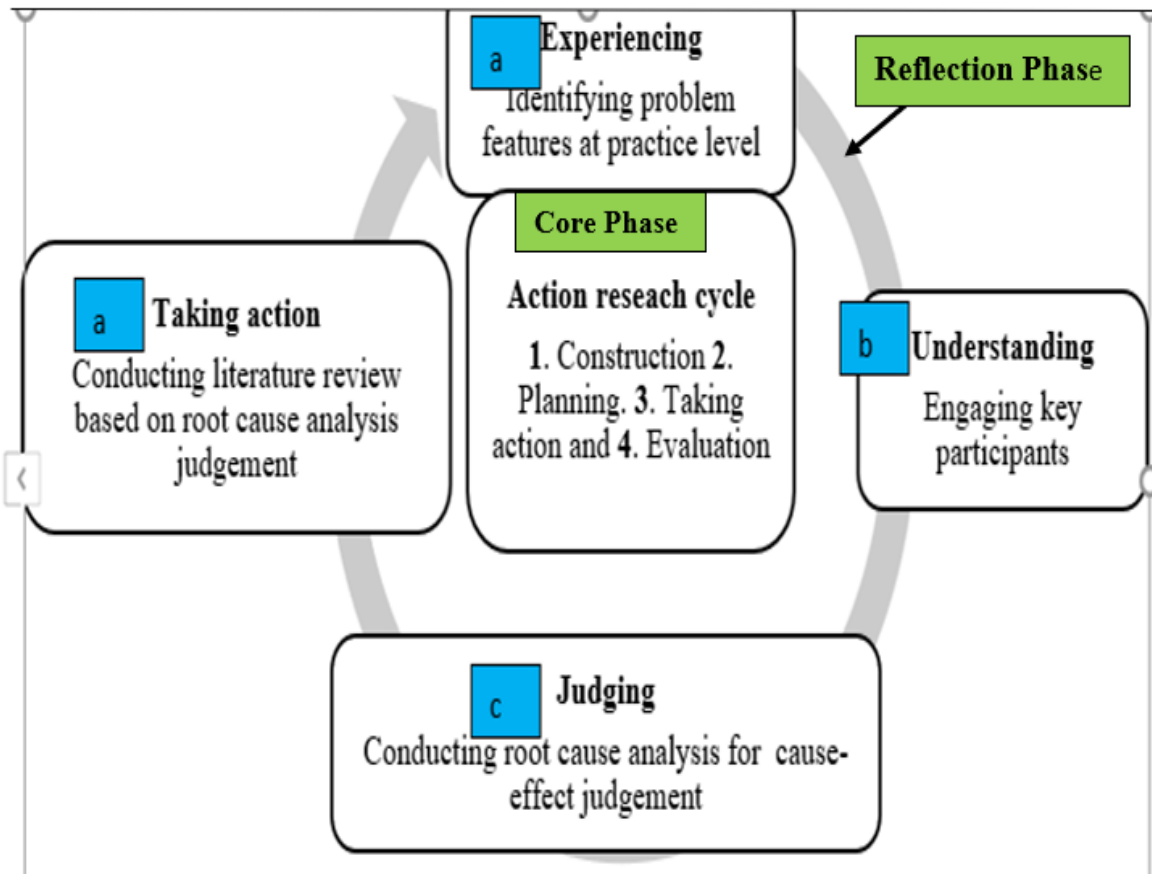 a Experiencing
Identifying problem
features at practice level
Reflection Phase
Core Phase
Action reseach cycle
1. Construction 2.
Planning. 3. Taking
action and 4. Evaluation
a Taking action
Conducting literature review
based on root cause analysis
judgement
b Understanding
Engaging key
participants
c Judging
Conducting root cause analysis for cause-
effect judgement